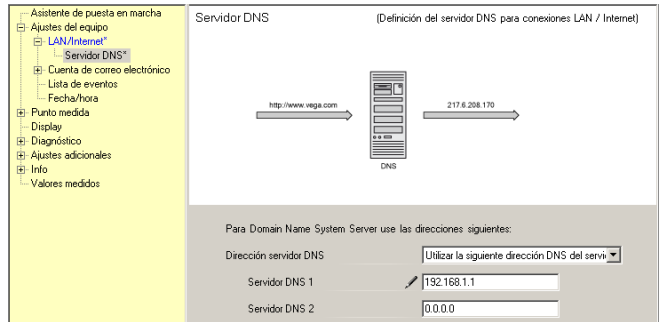 Asistente de puesta en marcha
Ajustes del equipo
LAN/Internet*
Servidor DNS*
Cuenta de correo electrónico
Lista de eventos
Fecha/hora
Punto medida
Display
Diagnóstico
Ajustes adicionales
Info
Valores medidos
Servidor DNS
(Definición del servidor DNS para conexiones LAN / Internet)
http://www.vega.com
217.6.208.170
DNS
Para Domain Name System Server use las direcciones siguientes:
Dirección servidor DNS
Utilizar la siguiente dirección DNS del servi
Servidor DNS 1
192.168.1.1
Servidor DNS 2
0.0.0.0